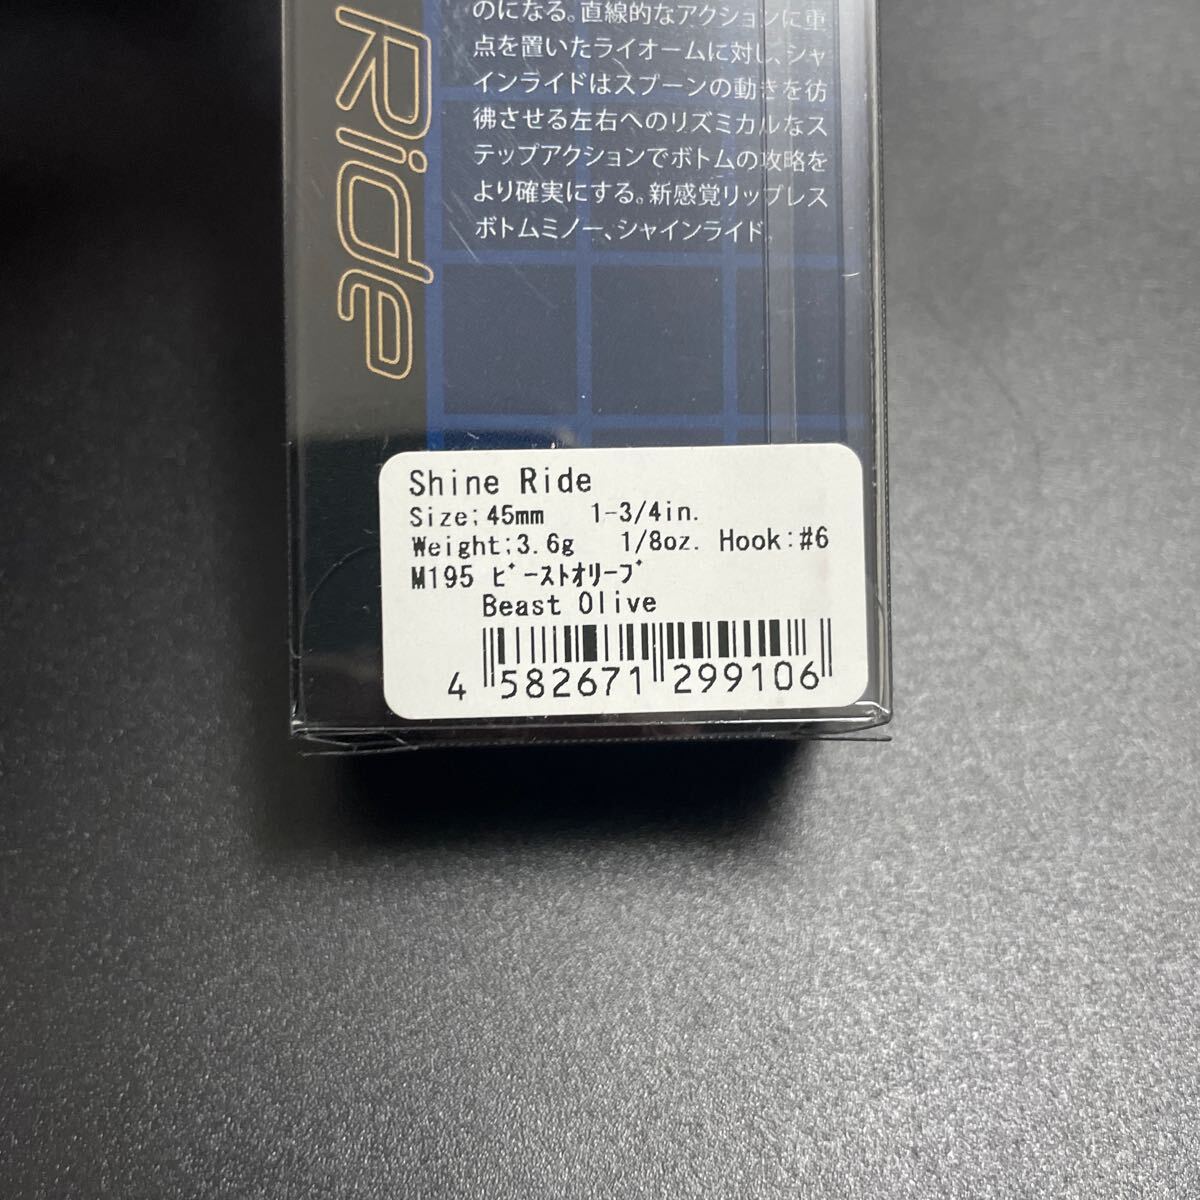 Ride
のになる。直線的なアクションに重
点を置いたライオームに対し、シャ
インライドはスプーンの動きを彷
彿させる左右へのリズミカルなス
テップアクションでボトムの攻略を
より確実にする。新感覚リップレス
ボトムミノー、シャインライド。
Shine Ride
Size;45mm 1-3/4in.
Weight;3.6g 1/8oz. Hook:#6
M195 ﾋﾞｰｽﾄｵﾘｰﾌﾞ
Beast Olive
4 582671 299106